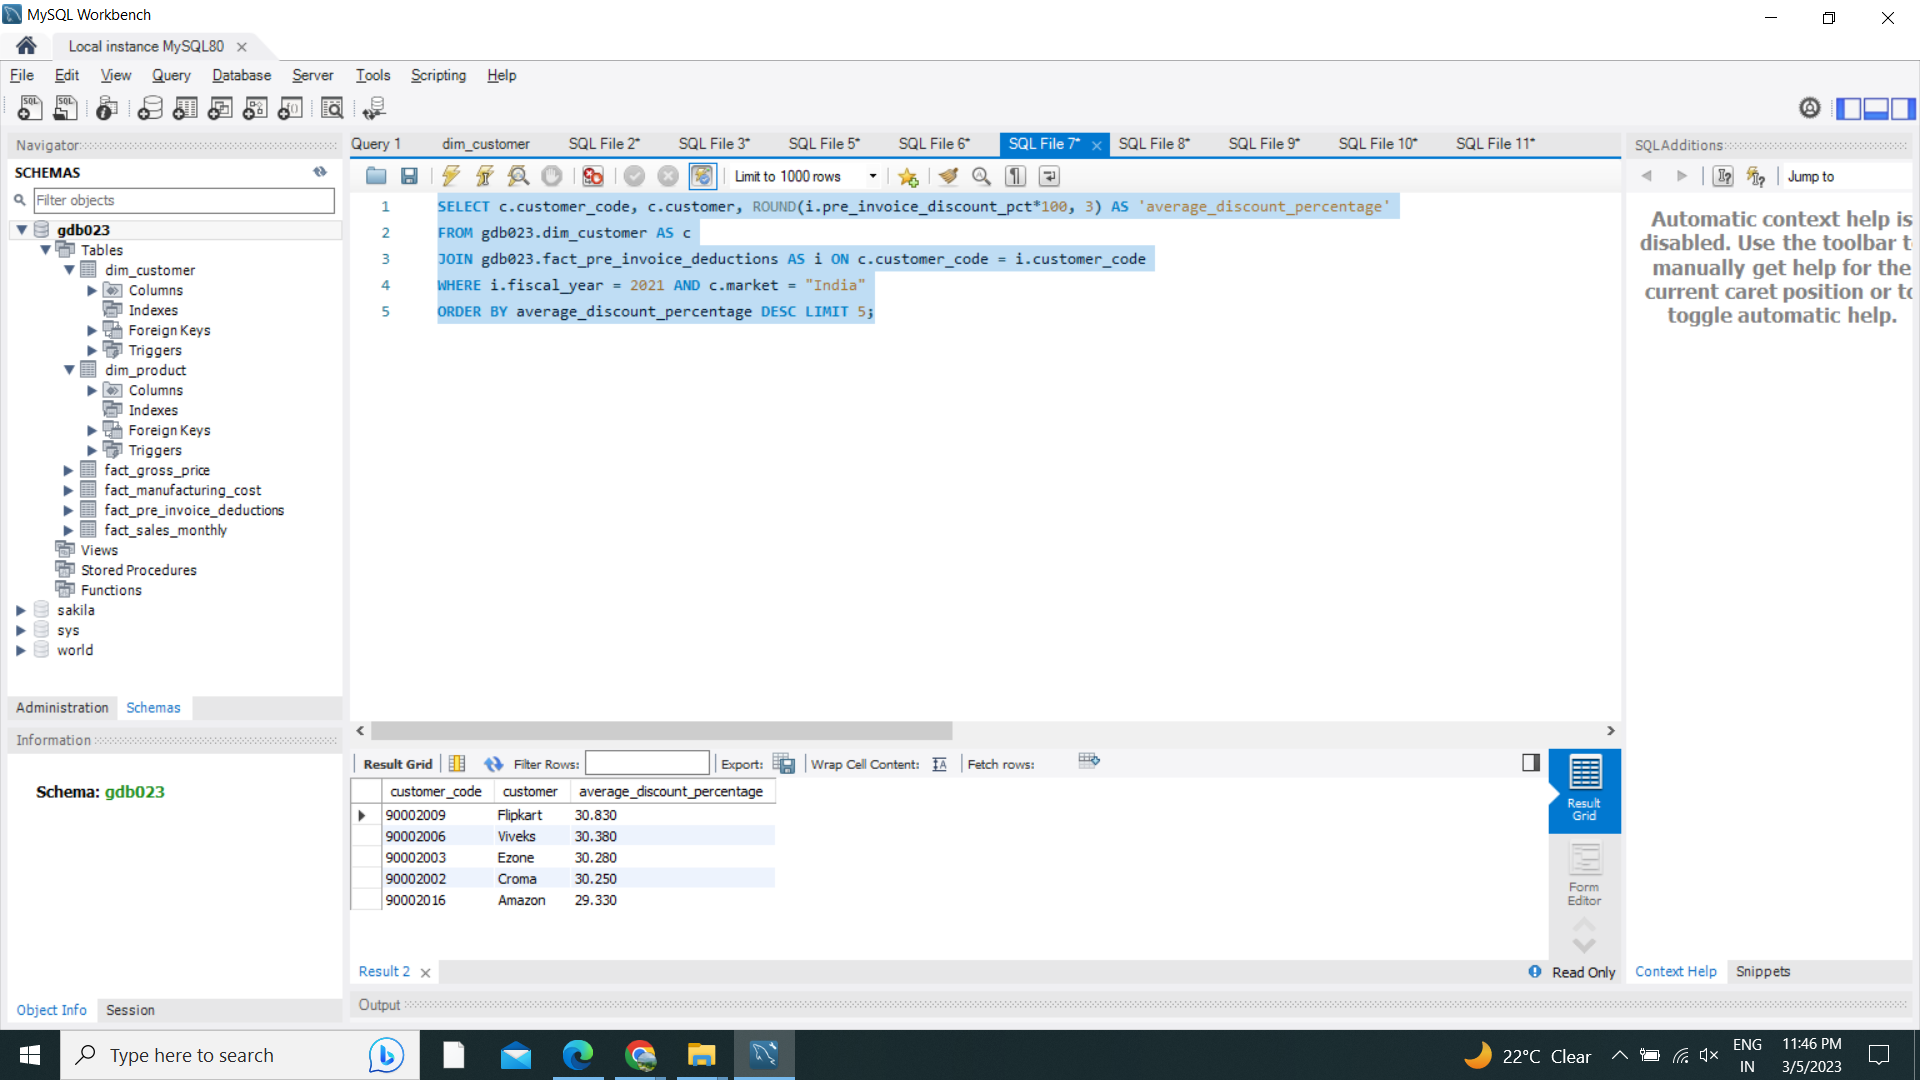 MySQL Workbench
Local instance MySQL80
File Edit View Query Database Server Tools Scripting Help
Navigator
SCHEMAS
Filter objects
gdb023
Tables
dim_customer
Columns
Indexes
Foreign Keys
Triggers
dim_product
Columns
Indexes
Foreign Keys
Triggers
fact_gross_price
fact_manufacturing_cost
fact_pre_invoice_deductions
fact_sales_monthly
Views
Stored Procedures
Functions
sakila
sys
world
Administration Schemas
Information
Schema: gdb023
Object Info Session
Query 1 dim_customer SQL File 2* SQL File 3* SQL File 5* SQL File 6* SQL File 7* SQL File 8* SQL File 9* SQL File 10* SQL File 11*
Limit to 1000 rows
1 SELECT c.customer_code, c.customer, ROUND(i.pre_invoice_discount_pct*100, 3) AS 'average_discount_percentage'
2 FROM gdb023.dim_customer AS c
3 JOIN gdb023.fact_pre_invoice_deductions AS i ON c.customer_code = i.customer_code
4 WHERE i.fiscal_year = 2021 AND c.market = "India"
5 ORDER BY average_discount_percentage DESC LIMIT 5;
Result Grid Filter Rows: Export: Wrap Cell Content: Fetch rows:
customer_code customer average_discount_percentage
90002009 Flipkart 30.830
90002006 Viveks 30.380
90002003 Ezone 30.280
90002002 Croma 30.250
90002016 Amazon 29.330
Result
Grid
Form
Editor
Result 2
Read Only
Output
SQLAdditions
Jump to
Automatic context help is
disabled. Use the toolbar t
manually get help for the
current caret position or to
toggle automatic help.
Context Help Snippets
Type here to search
22°C Clear
ENG
IN
11:46 PM
3/5/2023